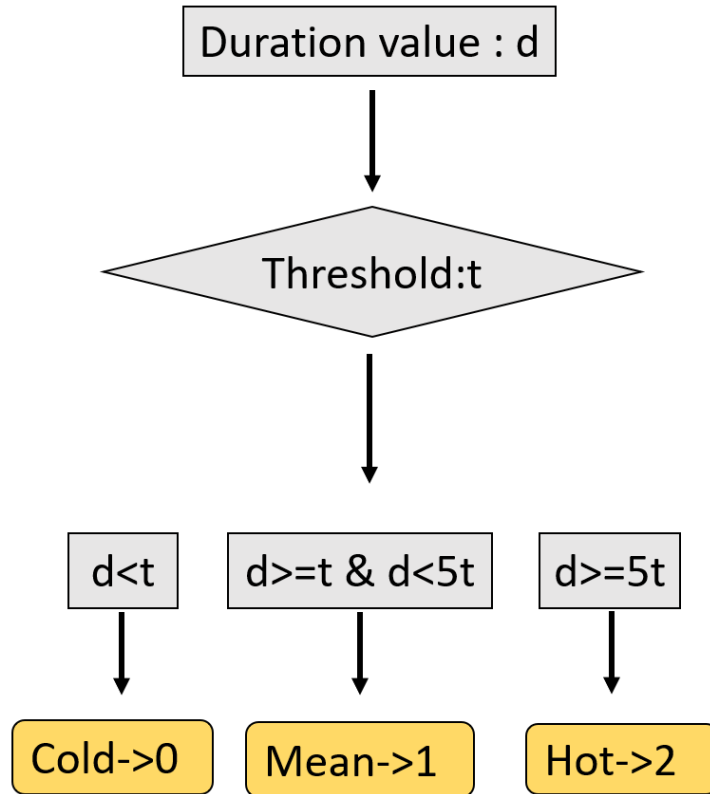 Duration value : d
Threshold:t
d<t
d>=t & d<5t
d>=5t
Cold->0
Mean->1
Hot->2